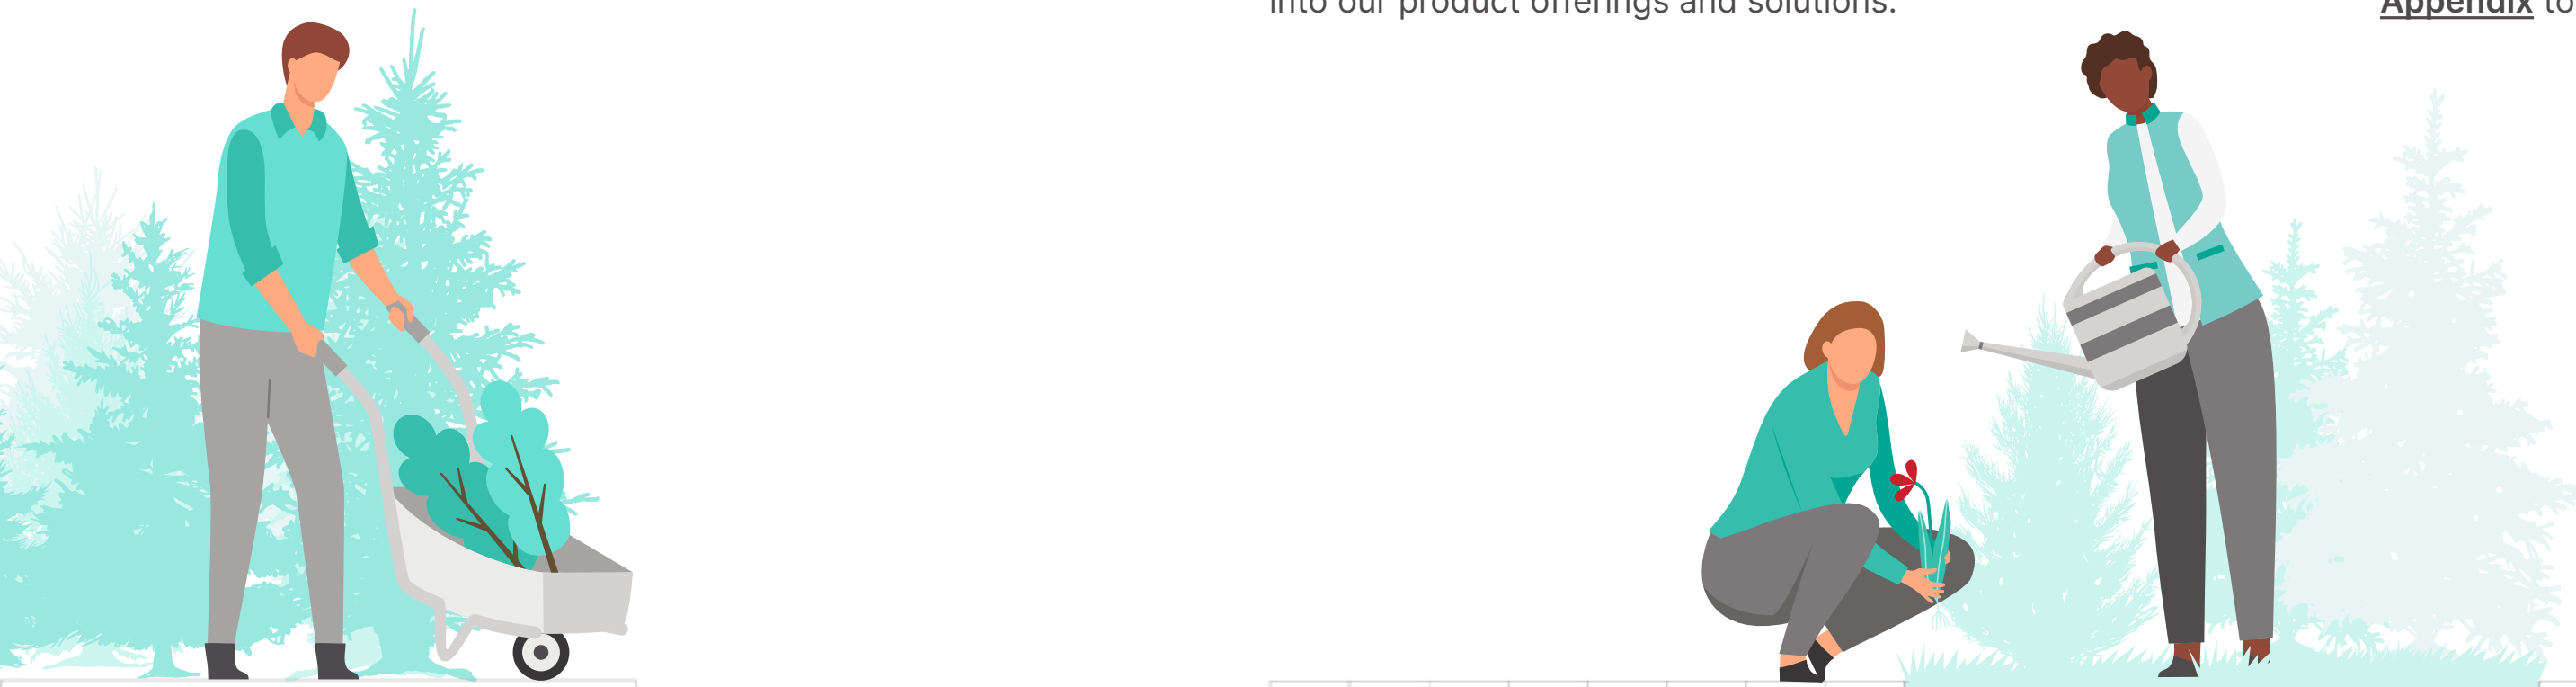 into our product offerings and solutions.
Appendix to